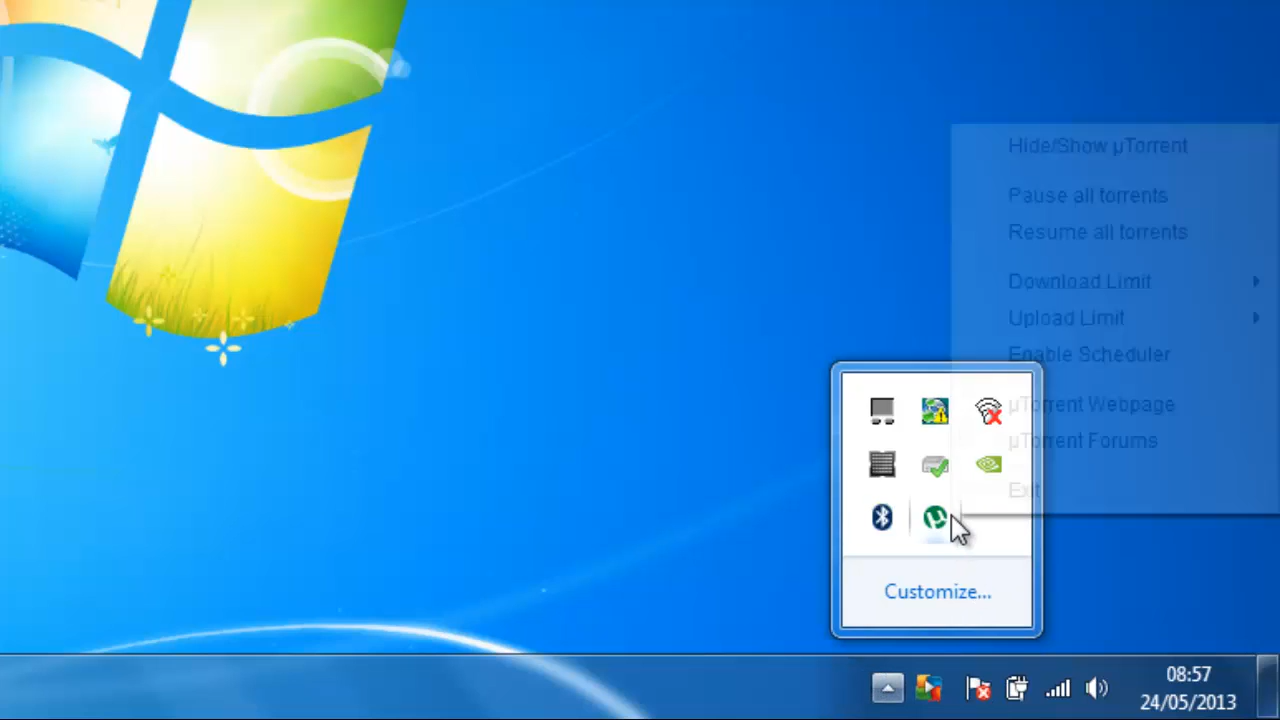 Hide/Show µTorrent
Pause all torrents
Resume all torrents
Download Limit
Upload Limit
Enable Scheduler
µTorrent Webpage
µTorrent Forums
Exit
Customize...
08:57
24/05/2013